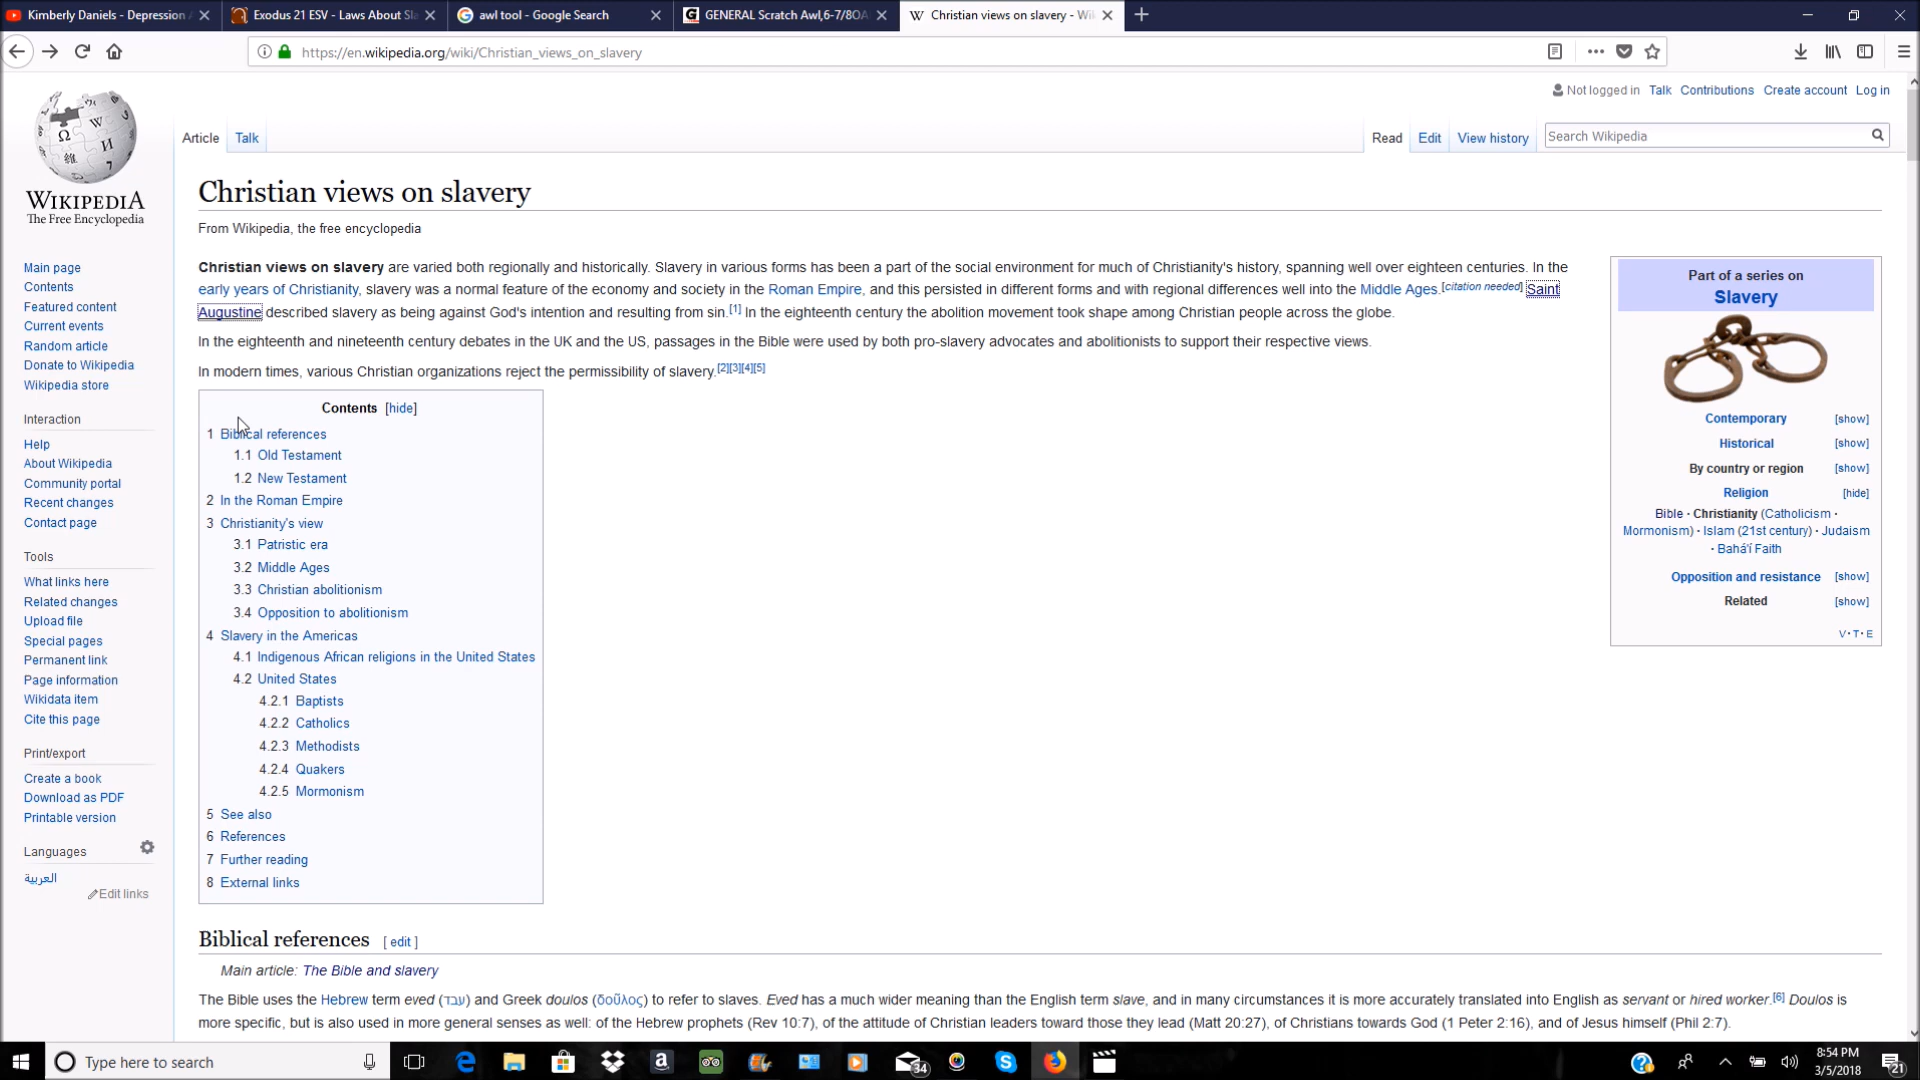 Kimberly Daniels - Depression
Exodus 21 ESV - Laws About Sla
awl tool - Google Search
GENERAL Scratch Awl,6-7/8OA
Christian views on slavery - Wi
https://en.wikipedia.org/wiki/Christian_views_on_slavery
Not logged in Talk Contributions Create account Log in
Article Talk
Read Edit View history Search Wikipedia
WIKIPEDIA
The Free Encyclopedia
Main page
Contents
Featured content
Current events
Random article
Donate to Wikipedia
Wikipedia store
Interaction
Help
About Wikipedia
Community portal
Recent changes
Contact page
Tools
What links here
Related changes
Upload file
Special pages
Permanent link
Page information
Wikidata item
Cite this page
Print/export
Create a book
Download as PDF
Printable version
Languages
العربية
Edit links
Christian views on slavery
From Wikipedia, the free encyclopedia
Christian views on slavery are varied both regionally and historically. Slavery in various forms has been a part of the social environment for much of Christianity's history, spanning well over eighteen centuries. In the
early years of Christianity, slavery was a normal feature of the economy and society in the Roman Empire, and this persisted in different forms and with regional differences well into the Middle Ages.[citation needed] Saint
Augustine described slavery as being against God's intention and resulting from sin.[1] In the eighteenth century the abolition movement took shape among Christian people across the globe.
In the eighteenth and nineteenth century debates in the UK and the US, passages in the Bible were used by both pro-slavery advocates and abolitionists to support their respective views.
In modern times, various Christian organizations reject the permissibility of slavery.[2][3][4][5]
Contents [hide]
1 Biblical references
1.1 Old Testament
1.2 New Testament
2 In the Roman Empire
3 Christianity's view
3.1 Patristic era
3.2 Middle Ages
3.3 Christian abolitionism
3.4 Opposition to abolitionism
4 Slavery in the Americas
4.1 Indigenous African religions in the United States
4.2 United States
4.2.1 Baptists
4.2.2 Catholics
4.2.3 Methodists
4.2.4 Quakers
4.2.5 Mormonism
5 See also
6 References
7 Further reading
8 External links
Part of a series on
Slavery
Contemporary [show]
Historical [show]
By country or region [show]
Religion [hide]
Bible · Christianity (Catholicism ·
Mormonism) · Islam (21st century) · Judaism
· Bahá'í Faith
Opposition and resistance [show]
Related [show]
V · T · E
Biblical references [ edit ]
Main article: The Bible and slavery
The Bible uses the Hebrew term eved (עבד) and Greek doulos (δοῦλος) to refer to slaves. Eved has a much wider meaning than the English term slave, and in many circumstances it is more accurately translated into English as servant or hired worker.[6] Doulos is
more specific, but is also used in more general senses as well: of the Hebrew prophets (Rev 10:7), of the attitude of Christian leaders toward those they lead (Matt 20:27), of Christians towards God (1 Peter 2:16), and of Jesus himself (Phil 2:7).
Type here to search
34
8:54 PM
3/5/2018
21